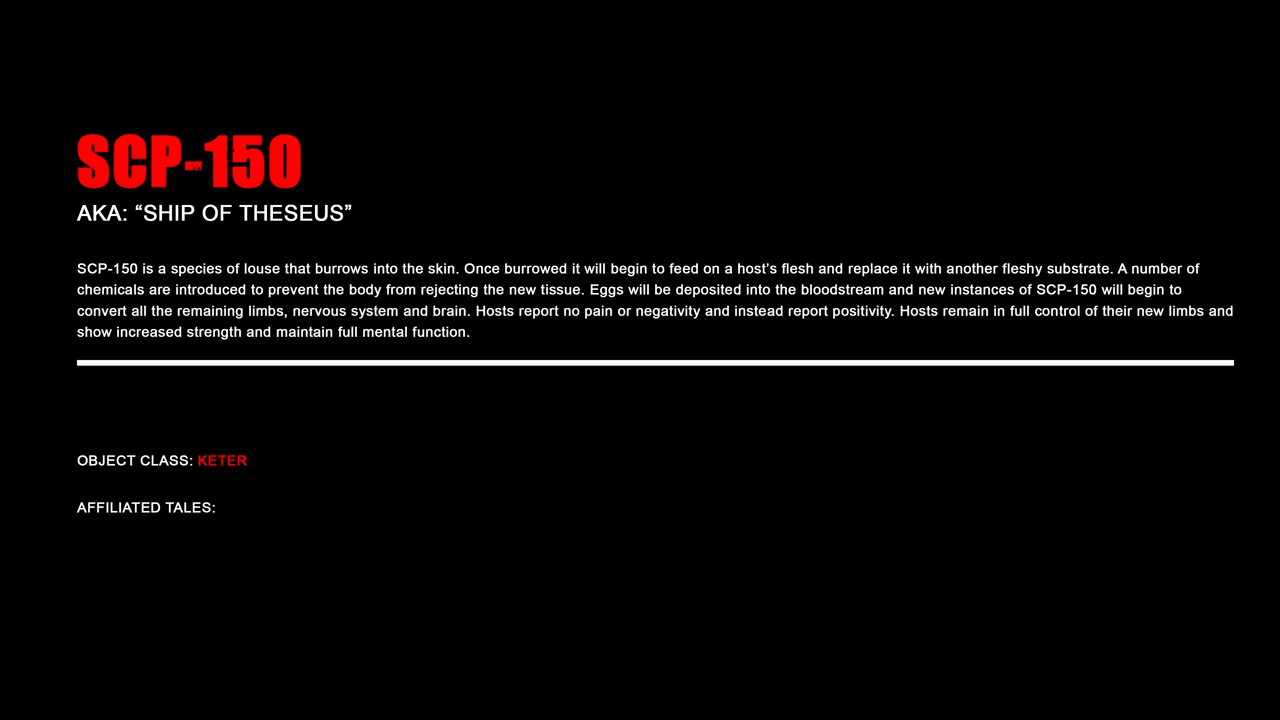 SCP-150
AKA: “SHIP OF THESEUS”
SCP-150 is a species of louse that burrows into the skin. Once burrowed it will begin to feed on a host’s flesh and replace it with another fleshy substrate. A number of
chemicals are introduced to prevent the body from rejecting the new tissue. Eggs will be deposited into the bloodstream and new instances of SCP-150 will begin to
convert all the remaining limbs, nervous system and brain. Hosts report no pain or negativity and instead report positivity. Hosts remain in full control of their new limbs and
show increased strength and maintain full mental function.
OBJECT CLASS: KETER
AFFILIATED TALES: